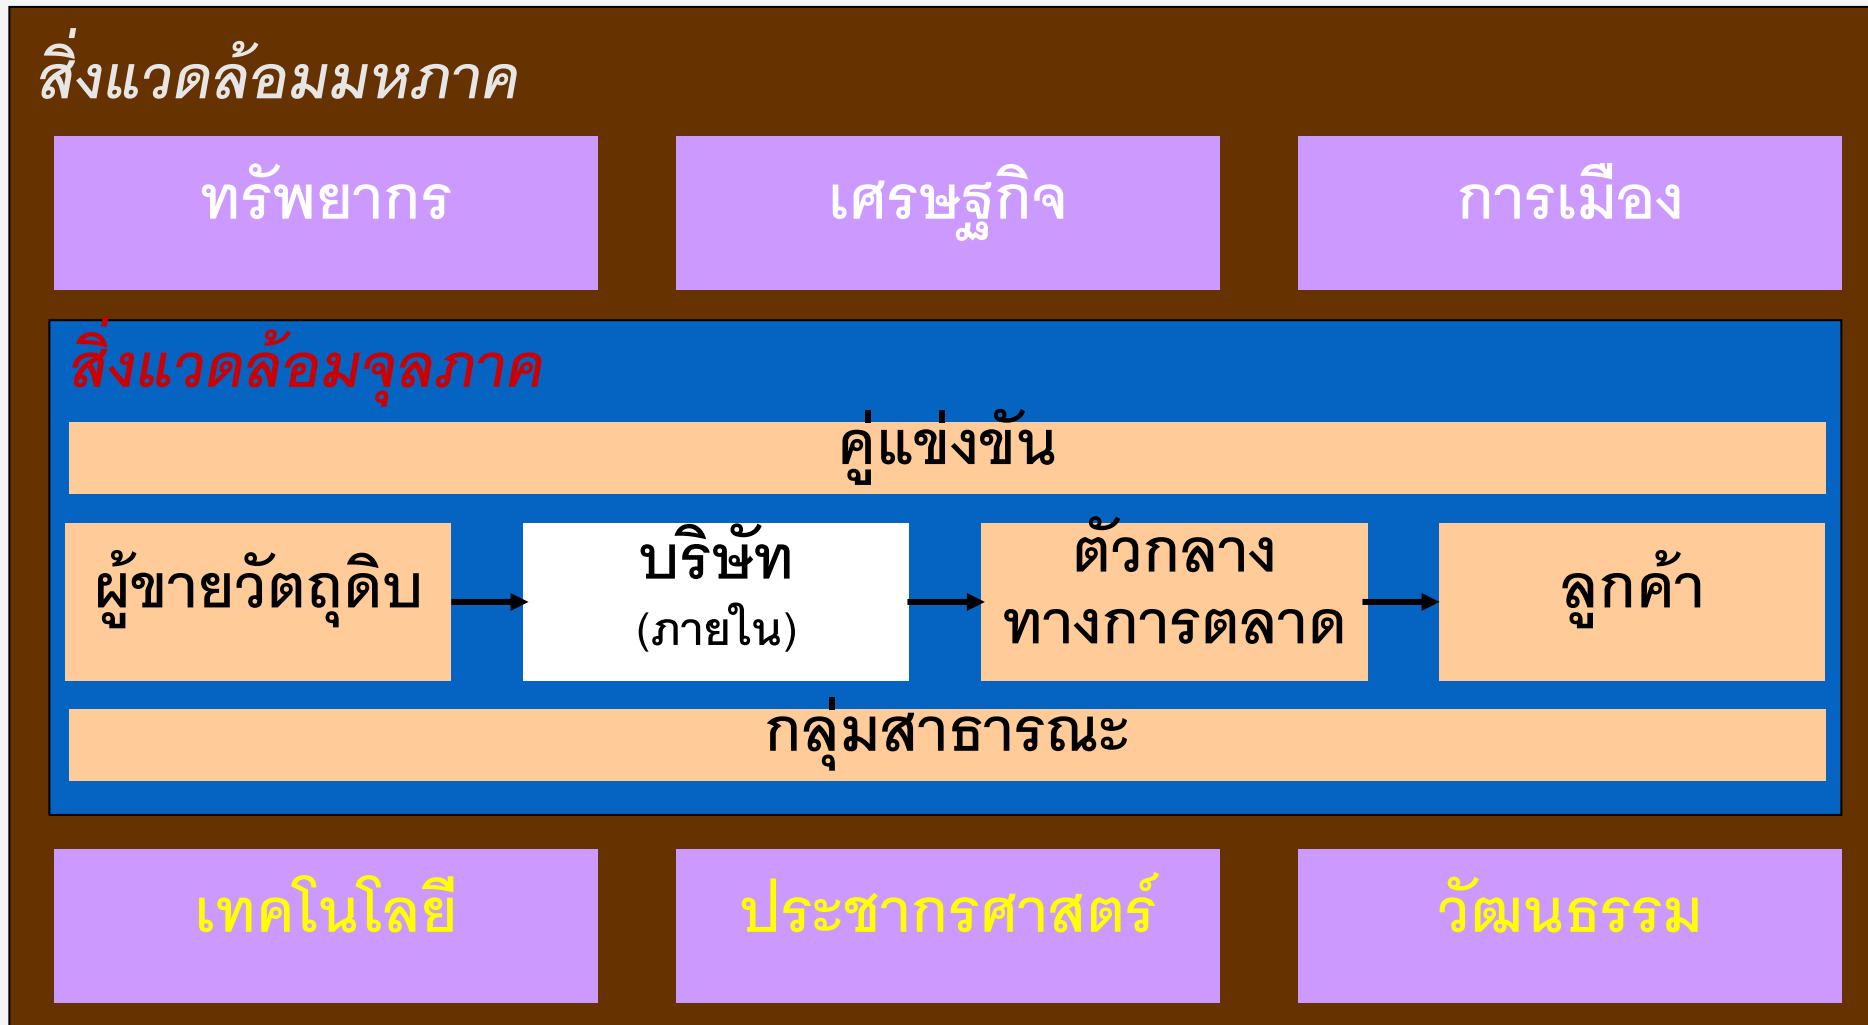 สิ่งแวดล้อมมหภาค
ทรัพยากร
เศรษฐกิจ
การเมือง
สิ่งแวดล้อมจุลภาค
คู่แข่งขัน
ผู้ขายวัตถุดิบ
บริษัท
(ภายใน)
ตัวกลาง
ทางการตลาด
ลูกค้า
กลุ่มสาธารณะ
เทคโนโลยี
ประชากรศาสตร์
วัฒนธรรม